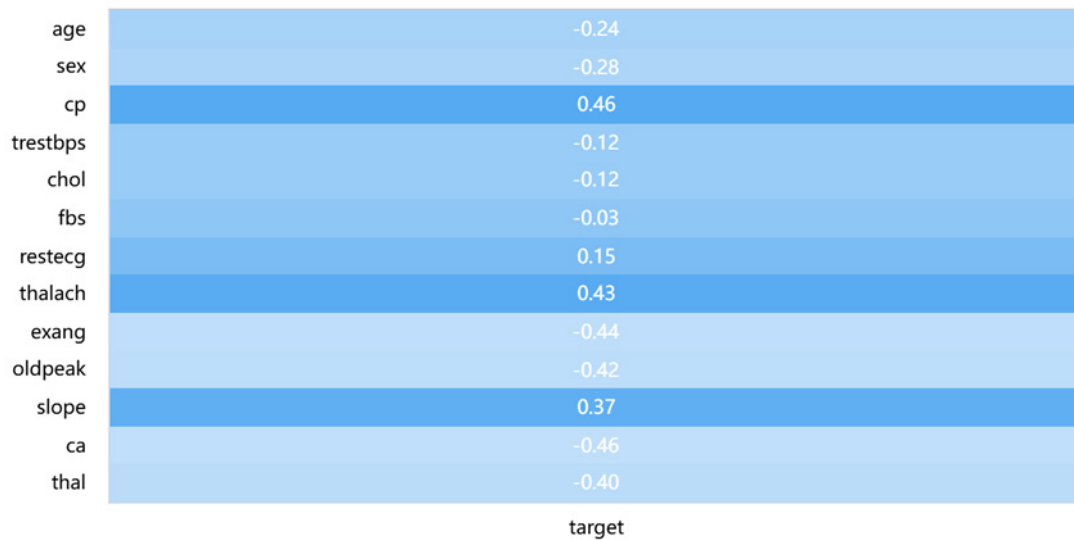 age -0.24
sex -0.28
cp 0.46
trestbps -0.12
chol -0.12
fbs -0.03
restecg 0.15
thalach 0.43
exang -0.44
oldpeak -0.42
slope 0.37
ca -0.46
thal -0.40
target